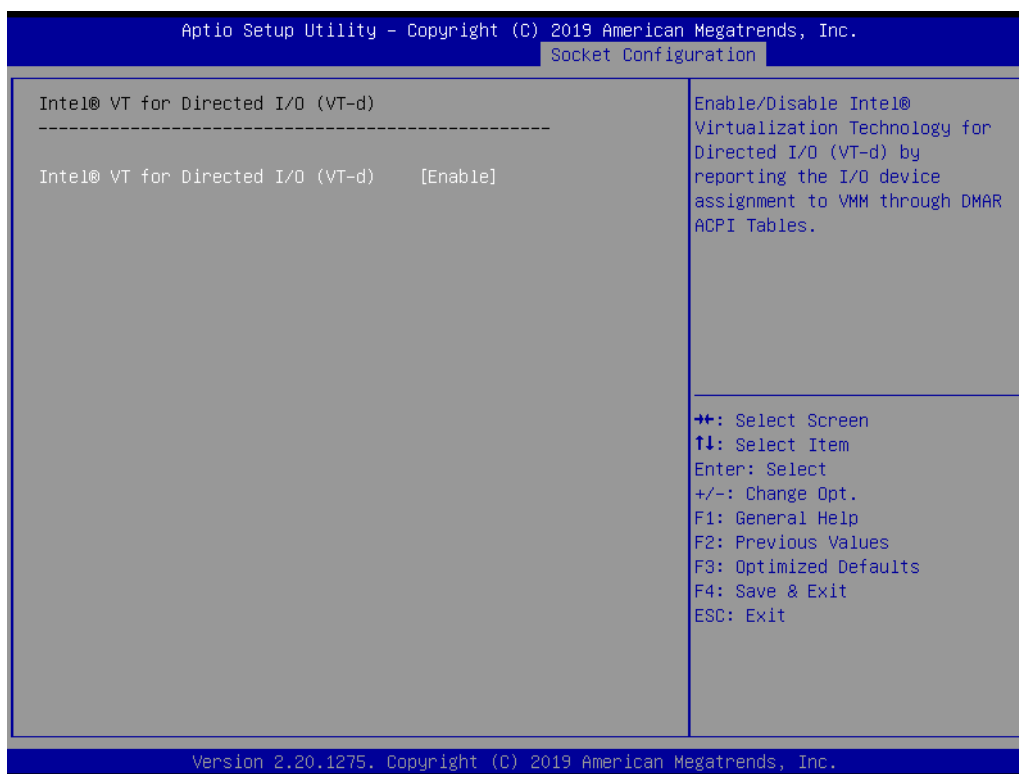 Aptio Setup Utility – Copyright (C) 2019 American Megatrends, Inc.
Socket Configuration
Intel® VT for Directed I/O (VT-d)
--------------------------------------------------
Intel® VT for Directed I/O (VT-d) [Enable]
Enable/Disable Intel®
Virtualization Technology for
Directed I/O (VT-d) by
reporting the I/O device
assignment to VMM through DMAR
ACPI Tables.
→←: Select Screen
↑↓: Select Item
Enter: Select
+/-: Change Opt.
F1: General Help
F2: Previous Values
F3: Optimized Defaults
F4: Save & Exit
ESC: Exit
Version 2.20.1275. Copyright (C) 2019 American Megatrends, Inc.